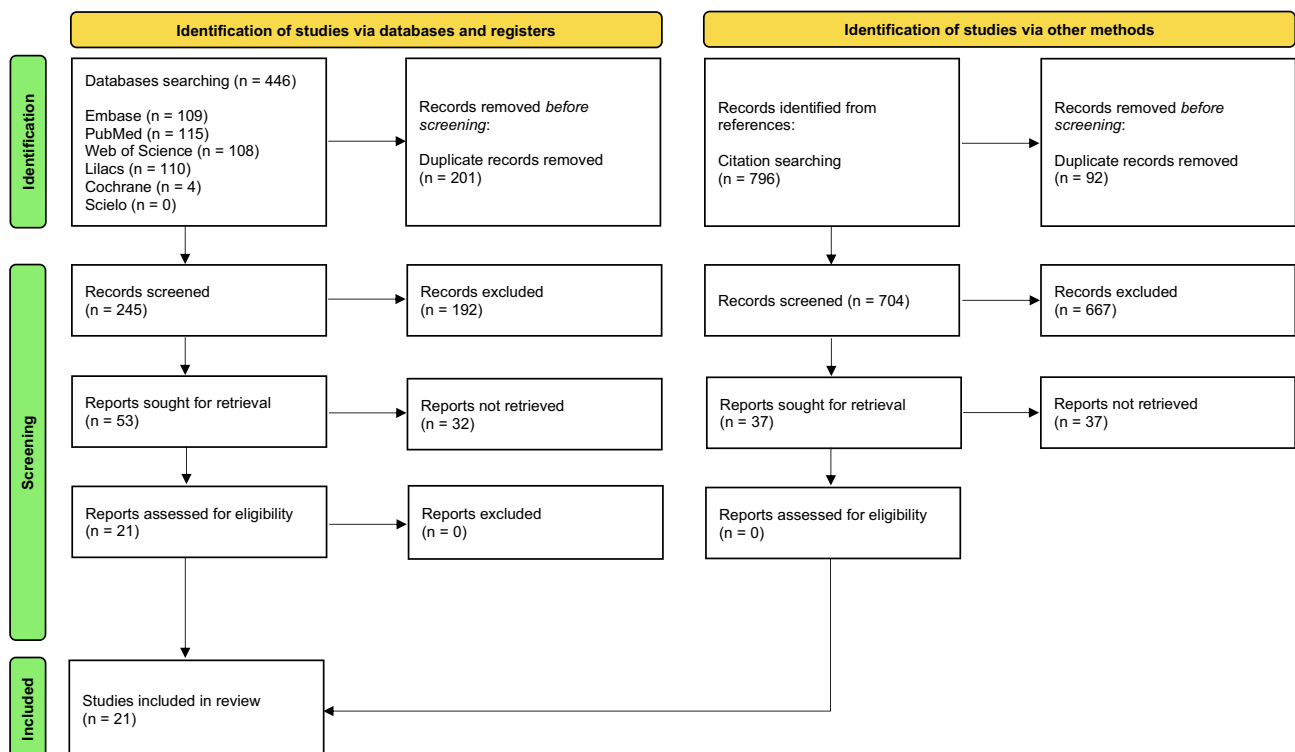 Identification of studies via databases and registers
Identification of studies via other methods
Identification
Databases searching (n = 446)
Embase (n = 109)
PubMed (n = 115)
Web of Science (n = 108)
Lilacs (n = 110)
Cochrane (n = 4)
Scielo (n = 0)
Records removed before
screening:
Duplicate records removed
(n = 201)
Records identified from
references:
Citation searching
(n = 796)
Records removed before
screening:
Duplicate records removed
(n = 92)
Screening
Records screened
(n = 245)
Records excluded
(n = 192)
Records screened (n = 704)
Records excluded
(n = 667)
Reports sought for retrieval
(n = 53)
Reports not retrieved
(n = 32)
Reports sought for retrieval
(n = 37)
Reports not retrieved
(n = 37)
Reports assessed for eligibility
(n = 21)
Reports excluded
(n = 0)
Reports assessed for eligibility
(n = 0)
Included
Studies included in review
(n = 21)